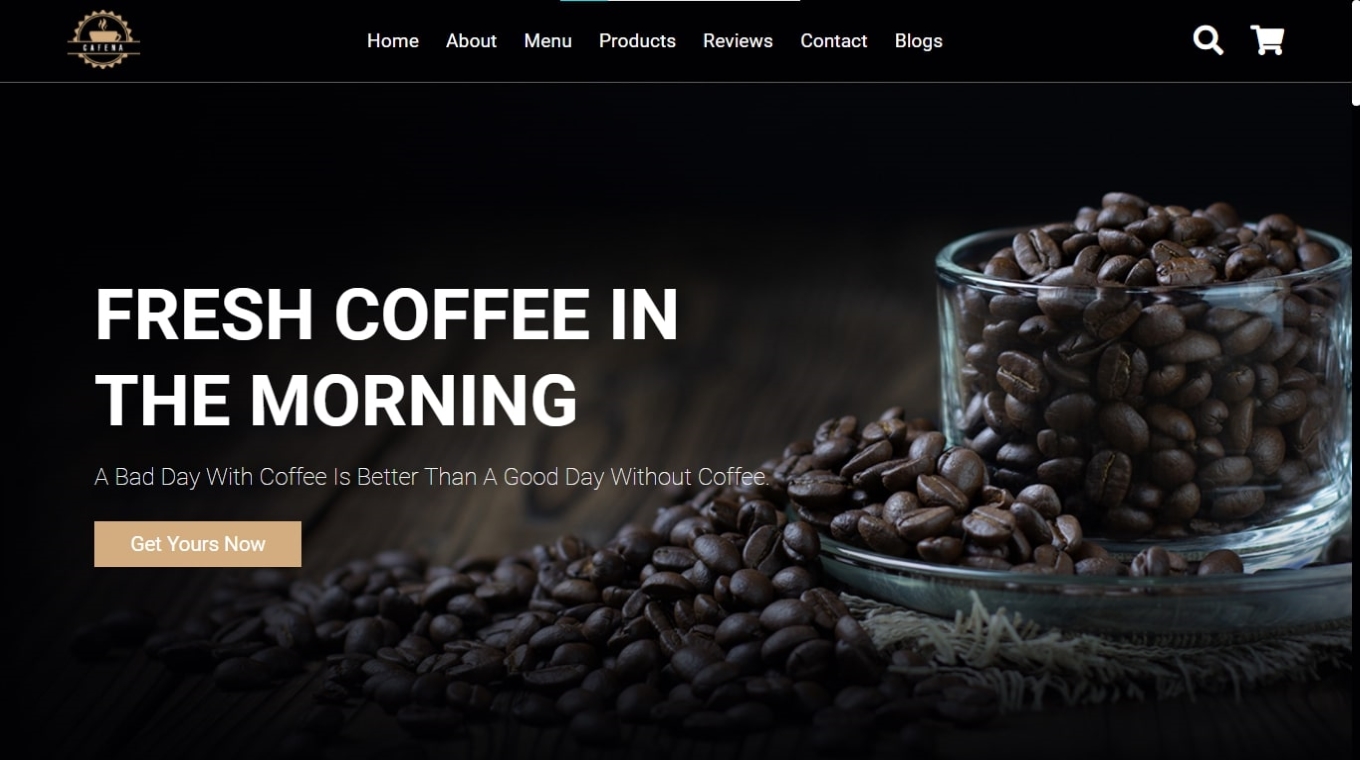 CAFENA
Home About Menu Products Reviews Contact Blogs
FRESH COFFEE IN
THE MORNING
A Bad Day With Coffee Is Better Than A Good Day Without Coffee.
Get Yours Now